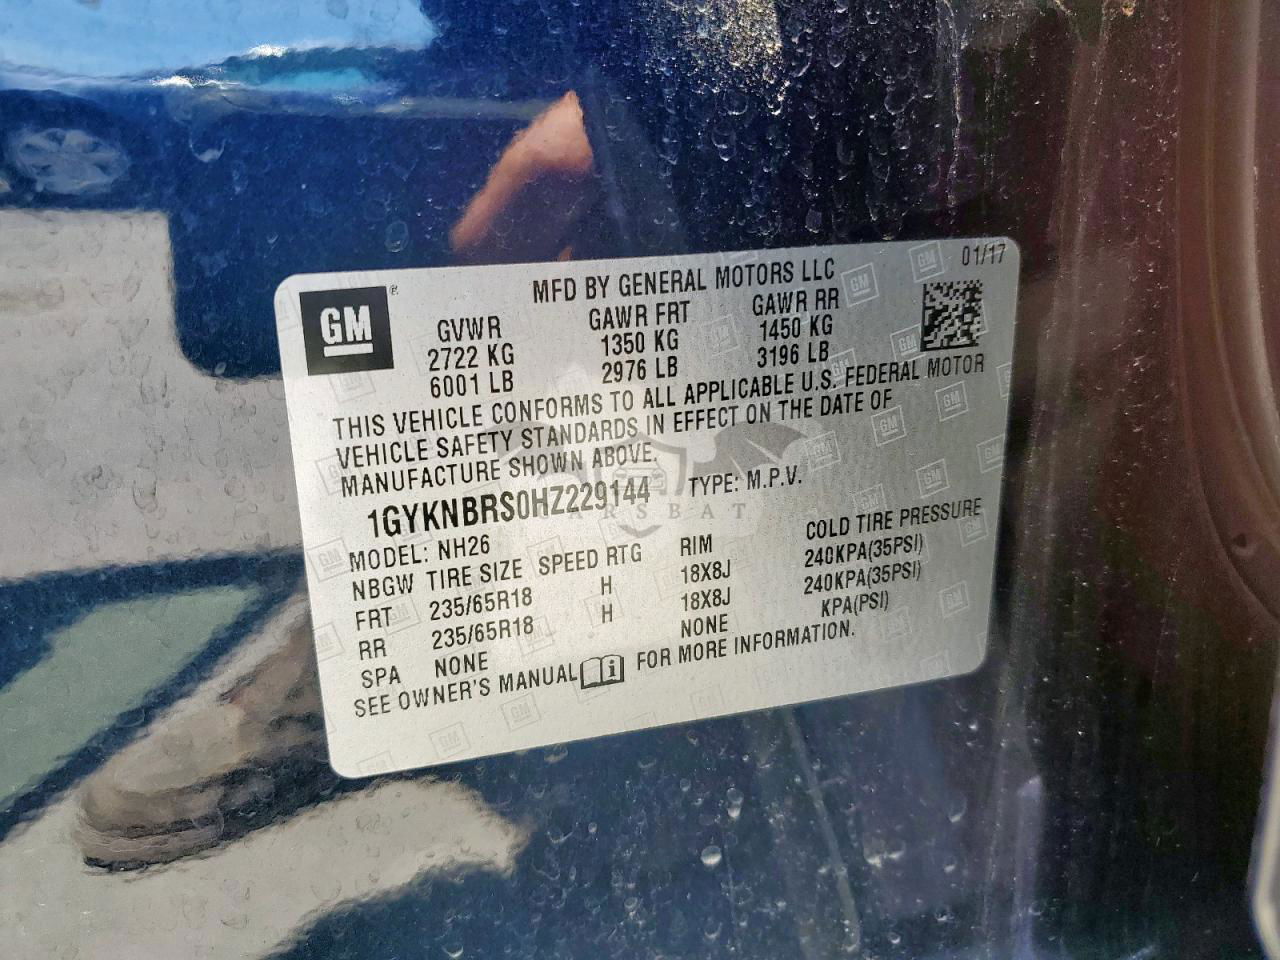 GM
MFD BY GENERAL MOTORS LLC 01/17
GVWR GAWR FRT GAWR RR
2722 KG 1350 KG 1450 KG
6001 LB 2976 LB 3196 LB
THIS VEHICLE CONFORMS TO ALL APPLICABLE U.S. FEDERAL MOTOR
VEHICLE SAFETY STANDARDS IN EFFECT ON THE DATE OF
MANUFACTURE SHOWN ABOVE.
1GYKNBRS0HZ229144 TYPE: M.P.V.
MODEL: NH26
NBGW TIRE SIZE SPEED RTG RIM COLD TIRE PRESSURE
FRT 235/65R18 H 18X8J 240KPA(35PSI)
RR 235/65R18 H 18X8J 240KPA(35PSI)
SPA NONE NONE KPA(PSI)
SEE OWNER'S MANUAL FOR MORE INFORMATION.
CARSBAT